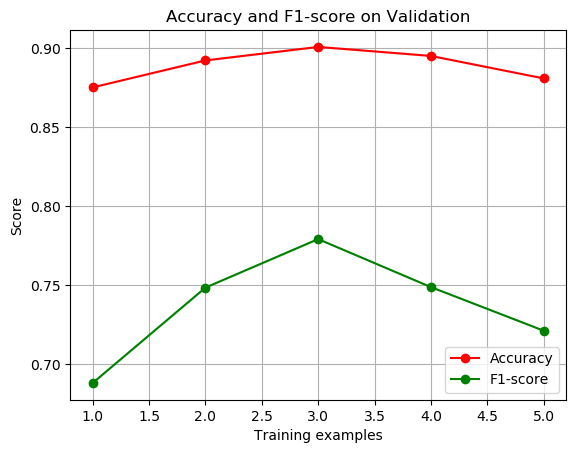 Accuracy and F1-score on Validation
0.90
0.85
0.80
0.75
0.70
Score
1.0 1.5 2.0 2.5 3.0 3.5 4.0 4.5 5.0
Training examples
Accuracy
F1-score